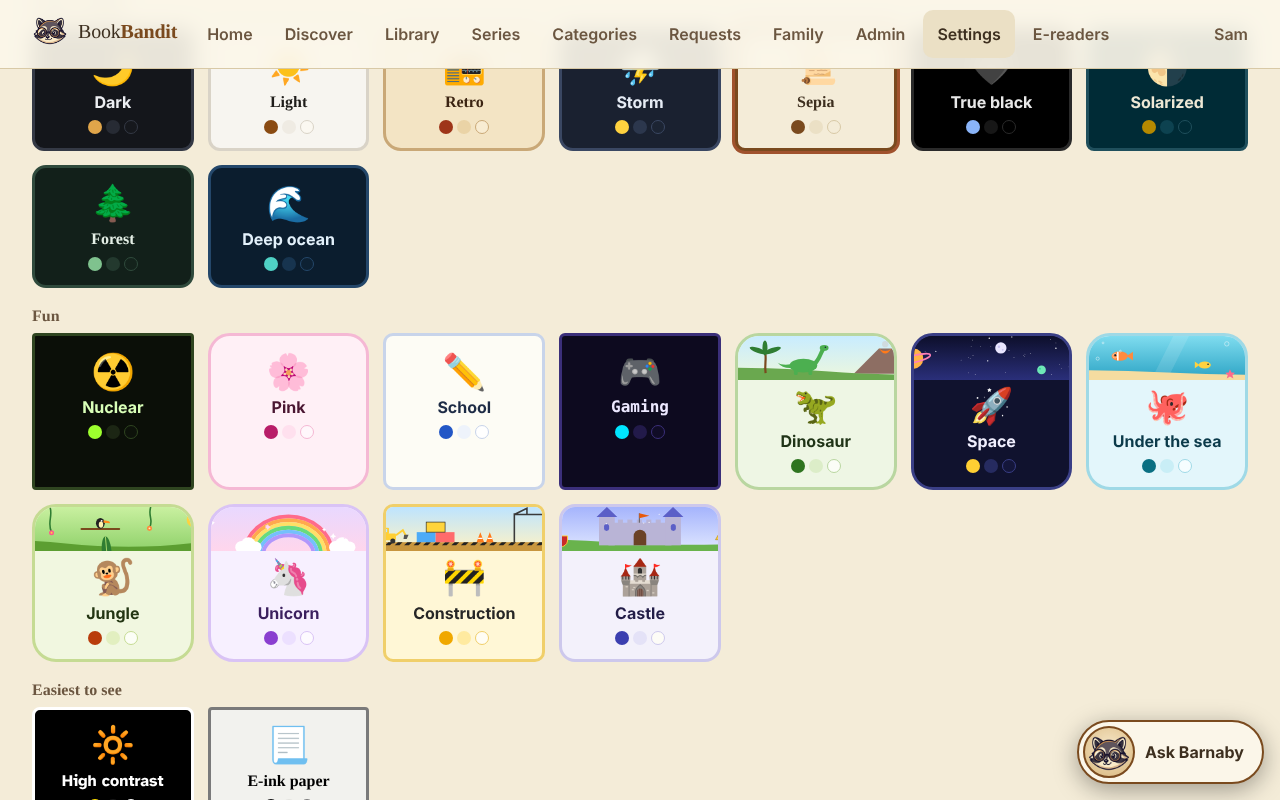 BookBandit Home Discover Library Series Categories Requests Family Admin Settings E-readers Sam
Dark Light Retro Storm Sepia True black Solarized
Forest Deep ocean
Fun
Nuclear Pink School Gaming Dinosaur Space Under the sea
Jungle Unicorn Construction Castle
Easiest to see
High contrast E-ink paper
Ask Barnaby